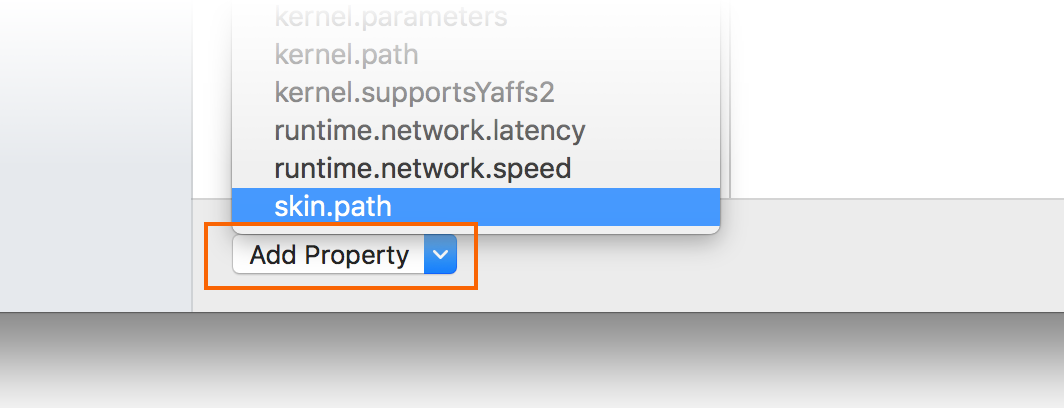 kernel.parameters
kernel.path
kernel.supportsYaffs2
runtime.network.latency
runtime.network.speed
skin.path
Add Property